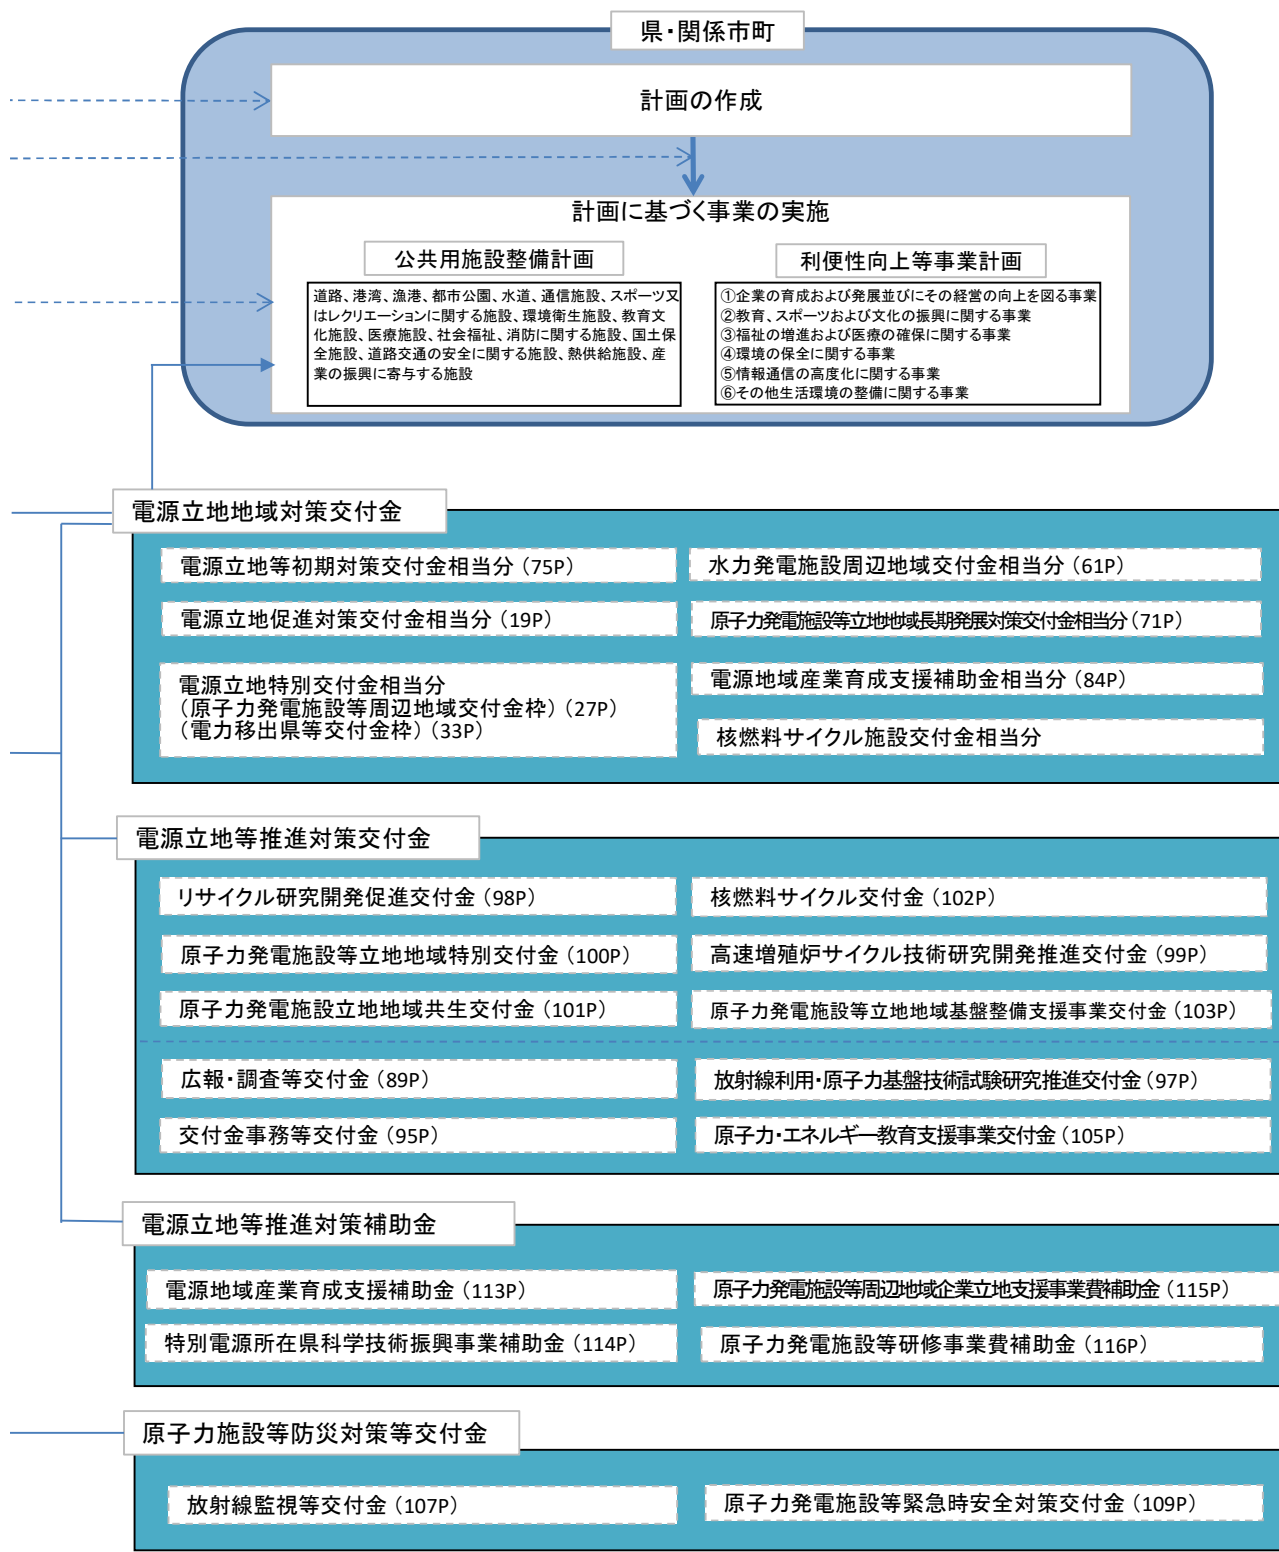 県・関係市町
計画の作成
計画に基づく事業の実施
公共用施設整備計画
道路、港湾、漁港、都市公園、水道、通信施設、スポーツ又
はレクリエーションに関する施設、環境衛生施設、教育文
化施設、医療施設、社会福祉、消防に関する施設、国土保
全施設、道路交通の安全に関する施設、熱供給施設、産
業の振興に寄与する施設
利便性向上等事業計画
①企業の育成および発展並びにその経営の向上を図る事業
②教育、スポーツおよび文化の振興に関する事業
③福祉の増進および医療の確保に関する事業
④環境の保全に関する事業
⑤情報通信の高度化に関する事業
⑥その他生活環境の整備に関する事業
電源立地地域対策交付金
電源立地等初期対策交付金相当分（75P）
水力発電施設周辺地域交付金相当分（61P）
電源立地促進対策交付金相当分（19P）
原子力発電施設等立地地域長期発展対策交付金相当分（71P）
電源立地特別交付金相当分
（原子力発電施設等周辺地域交付金枠）（27P）
（電力移出県等交付金枠）（33P）
電源地域産業育成支援補助金相当分（84P）
核燃料サイクル施設交付金相当分
電源立地等推進対策交付金
リサイクル研究開発促進交付金（98P）
核燃料サイクル交付金（102P）
原子力発電施設等立地地域特別交付金（100P）
高速増殖炉サイクル技術研究開発推進交付金（99P）
原子力発電施設立地地域共生交付金（101P）
原子力発電施設等立地地域基盤整備支援事業交付金（103P）
広報・調査等交付金（89P）
放射線利用・原子力基盤技術試験研究推進交付金（97P）
交付金事務等交付金（95P）
原子力・エネルギー教育支援事業交付金（105P）
電源立地等推進対策補助金
電源地域産業育成支援補助金（113P）
原子力発電施設等周辺地域企業立地支援事業費補助金（115P）
特別電源所在県科学技術振興事業補助金（114P）
原子力発電施設等研修事業費補助金（116P）
原子力施設等防災対策等交付金
放射線監視等交付金（107P）
原子力発電施設等緊急時安全対策交付金（109P）